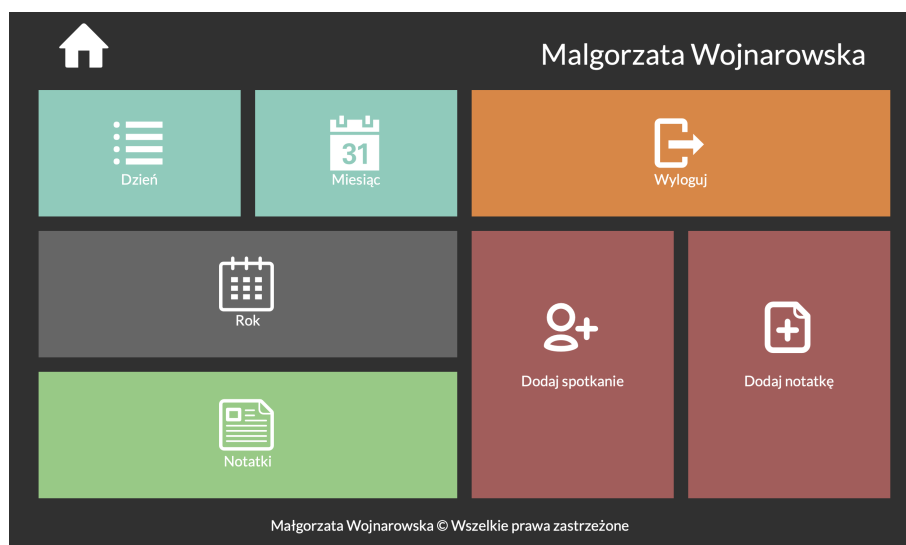 Malgorzata Wojnarowska
Dzień
31
Miesiąc
Wyloguj
Rok
Dodaj spotkanie
Dodaj notatkę
Notatki
Małgorzata Wojnarowska © Wszelkie prawa zastrzeżone